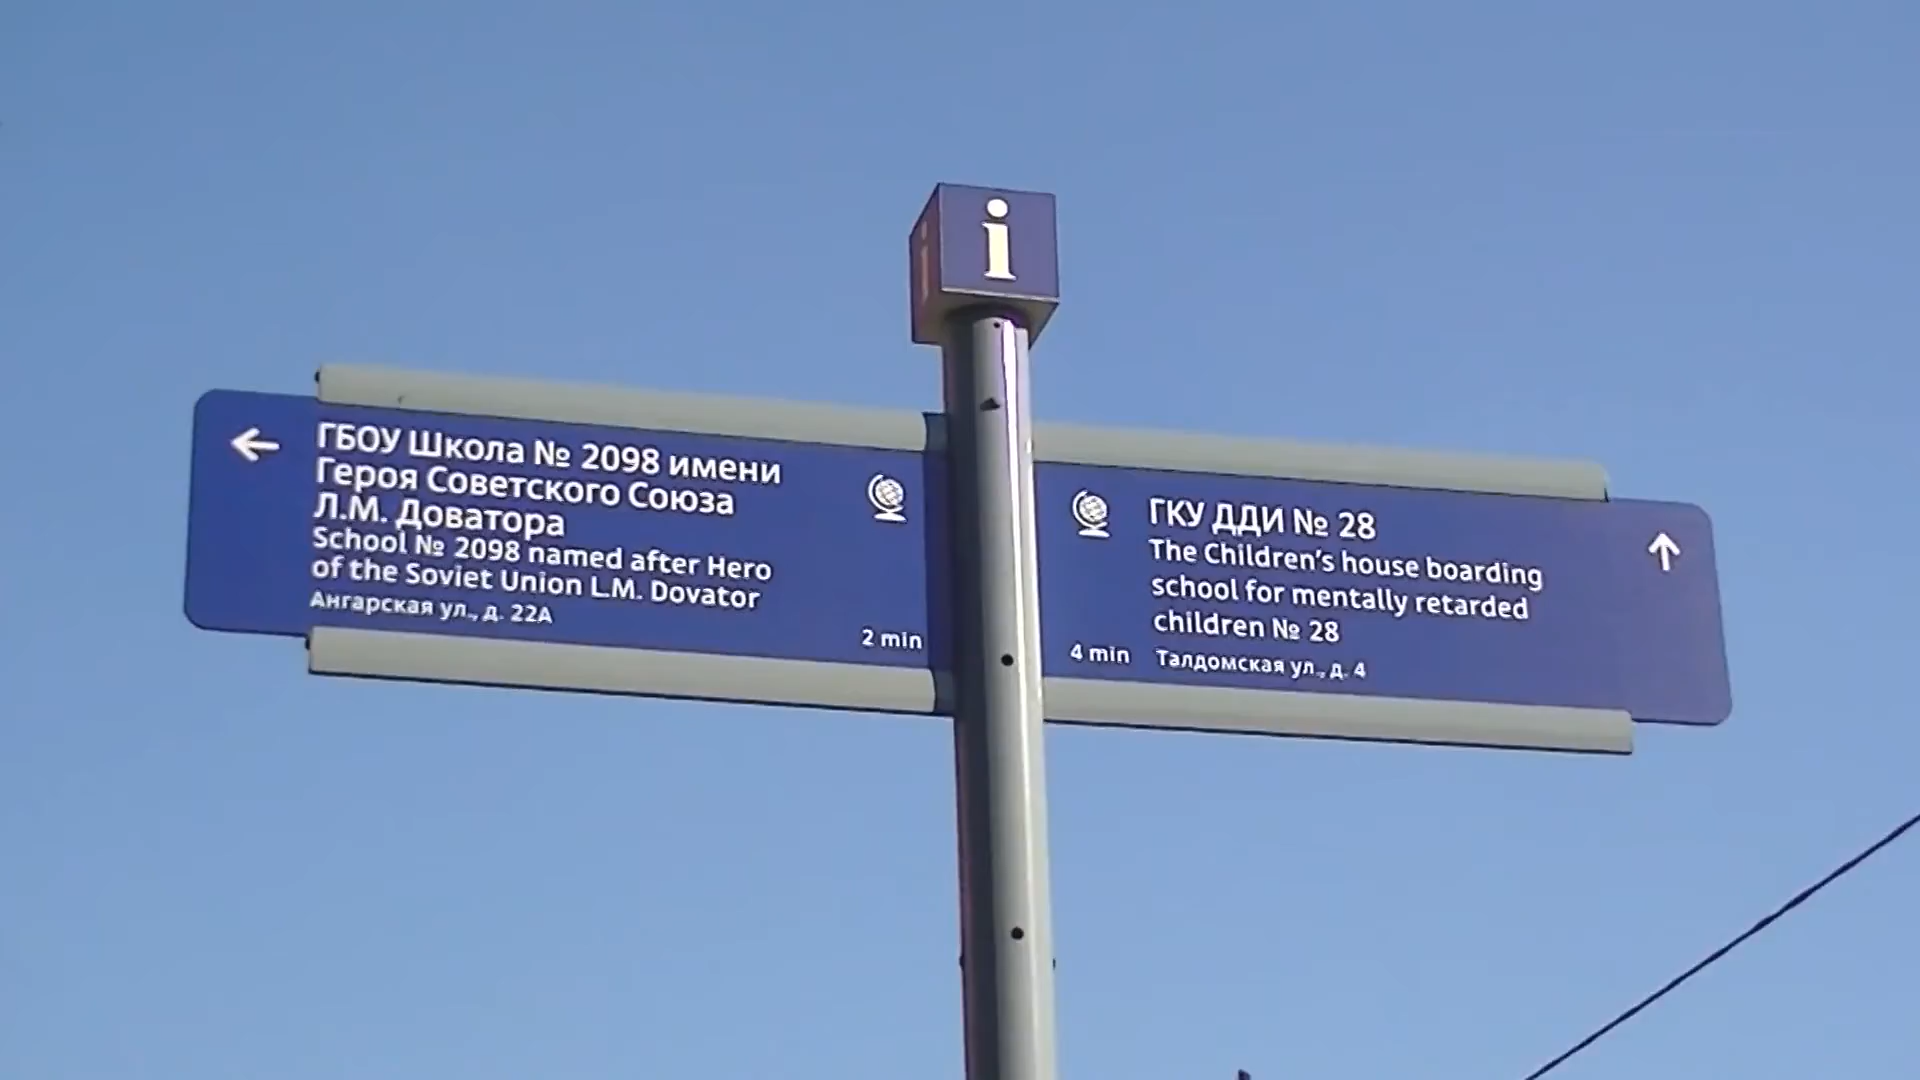 i
ГБОУ Школа № 2098 имени
Героя Советского Союза
Л.М. Доватора
School № 2098 named after Hero
of the Soviet Union L.M. Dovator
Ангарская ул., д. 22А
2 min
ГКУ ДДИ № 28
The Children's house boarding
school for mentally retarded
children № 28
4 min
Талдомская ул., д. 4